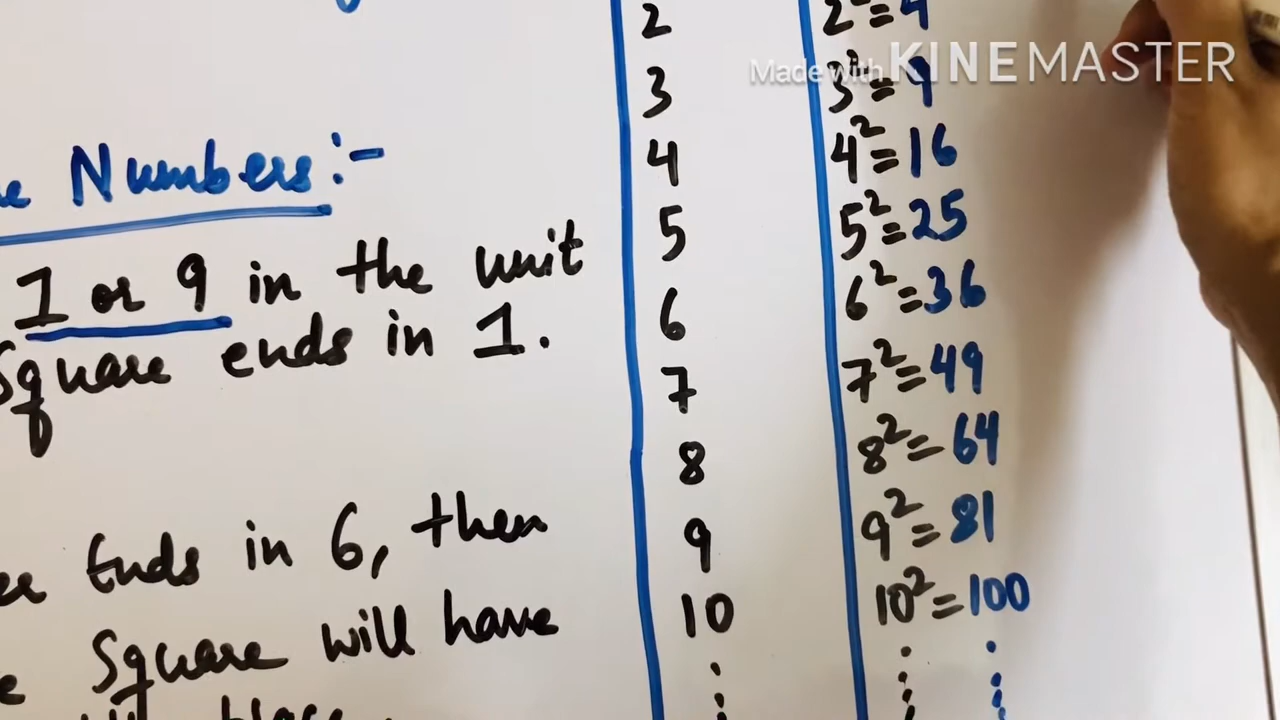 Made with KINEMASTER
Numbers:-
1 or 9 in the unit
Square ends in 1.
Ends in 6, then
Square will have
place.
2 2²=4
3 3²=9
4 4²=16
5 5²=25
6 6²=36
7 7²=49
8 8²=64
9 9²=81
10 10²=100